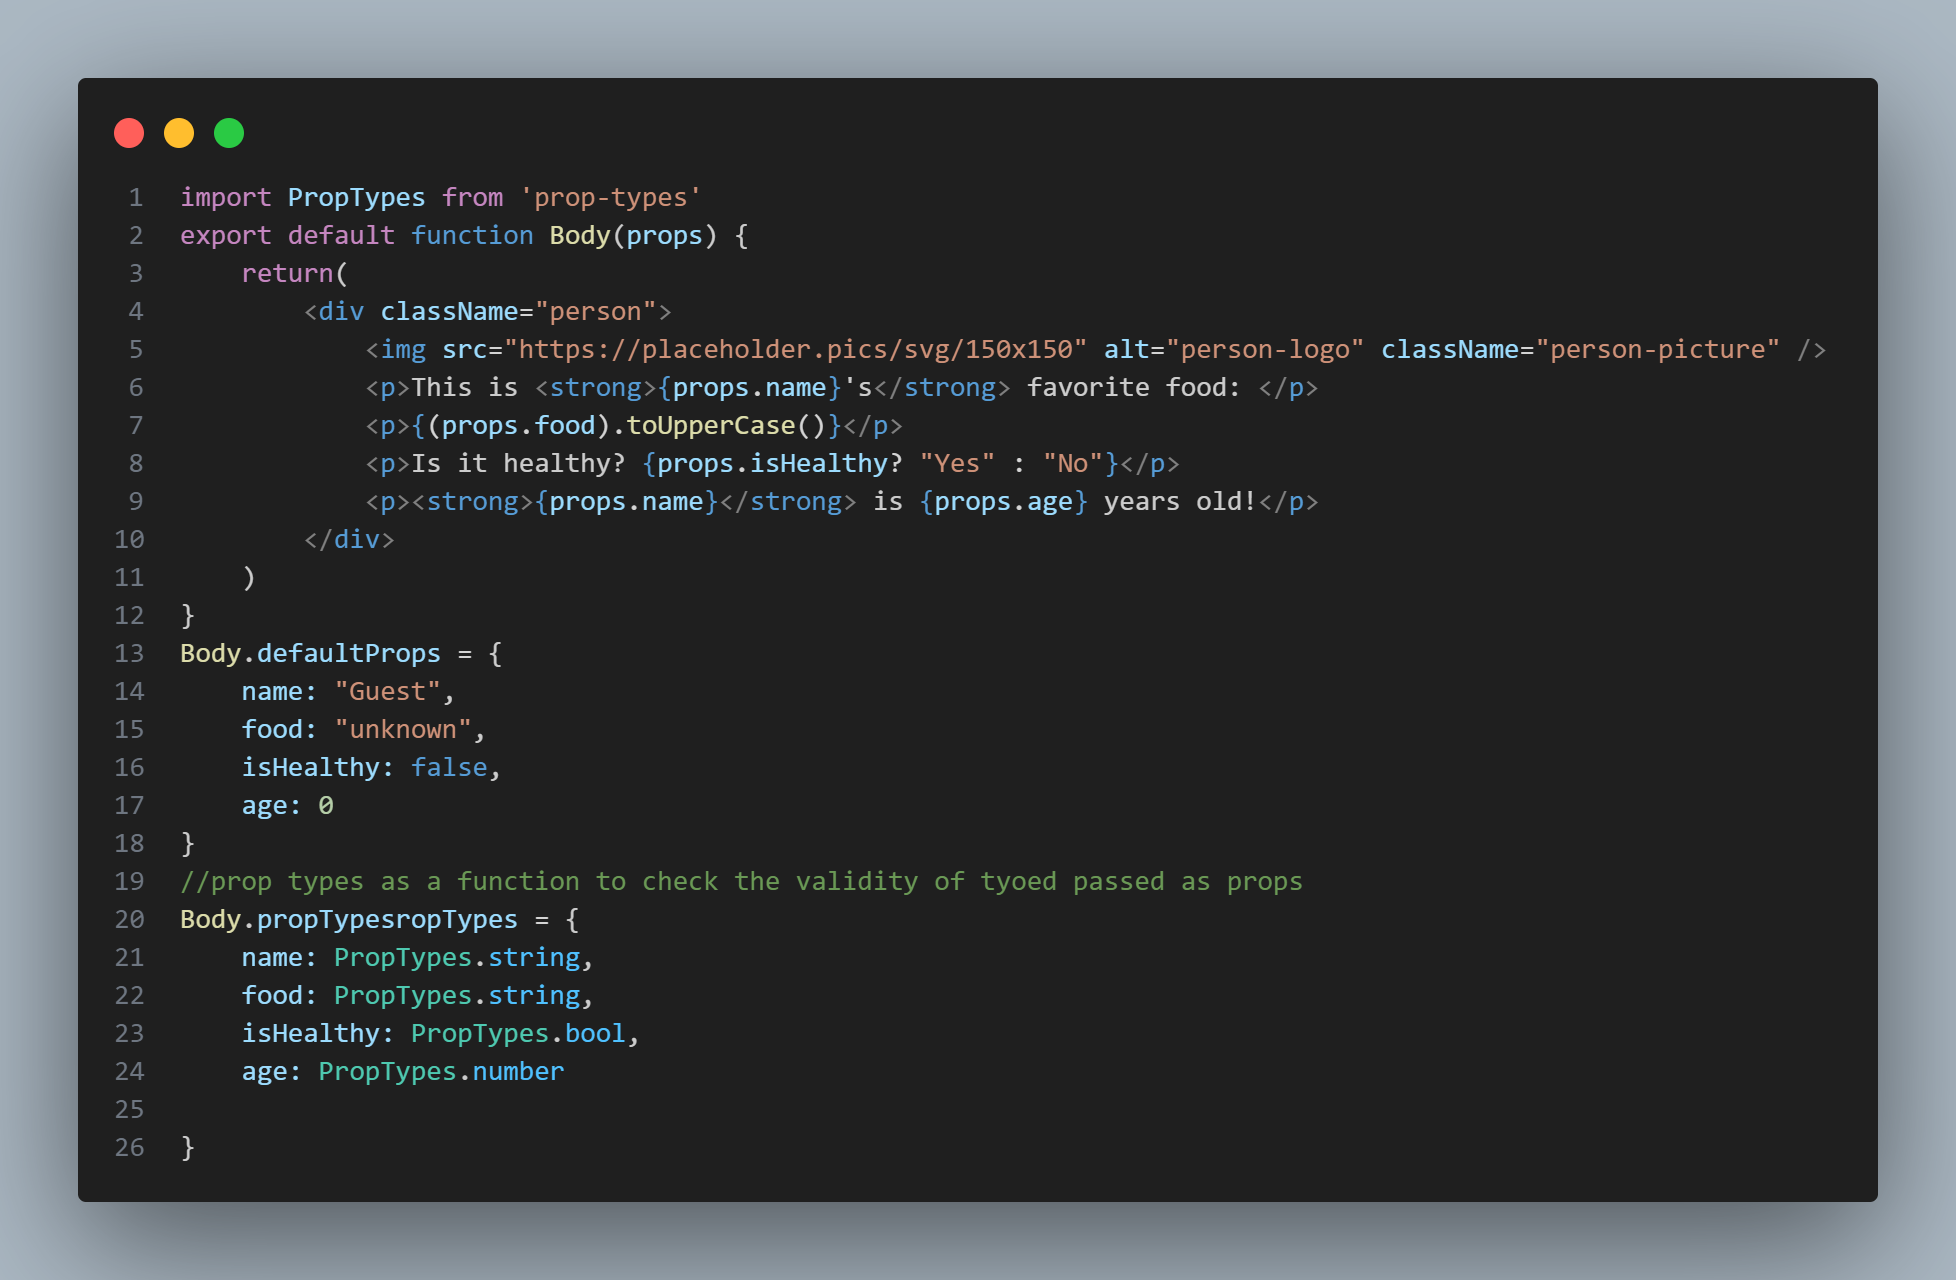 1 import PropTypes from 'prop-types'
2 export default function Body(props) {
3     return(
4         <div className="person">
5             <img src="https://placeholder.pics/svg/150x150" alt="person-logo" className="person-picture" />
6             <p>This is <strong>{props.name}'s</strong> favorite food: </p>
7             <p>{(props.food).toUpperCase()}</p>
8             <p>Is it healthy? {props.isHealthy? "Yes" : "No"}</p>
9             <p><strong>{props.name}</strong> is {props.age} years old!</p>
10         </div>
11     )
12 }
13 Body.defaultProps = {
14     name: "Guest",
15     food: "unknown",
16     isHealthy: false,
17     age: 0
18 }
19 //prop types as a function to check the validity of tyoed passed as props
20 Body.propTypesropTypes = {
21     name: PropTypes.string,
22     food: PropTypes.string,
23     isHealthy: PropTypes.bool,
24     age: PropTypes.number
25
26 }